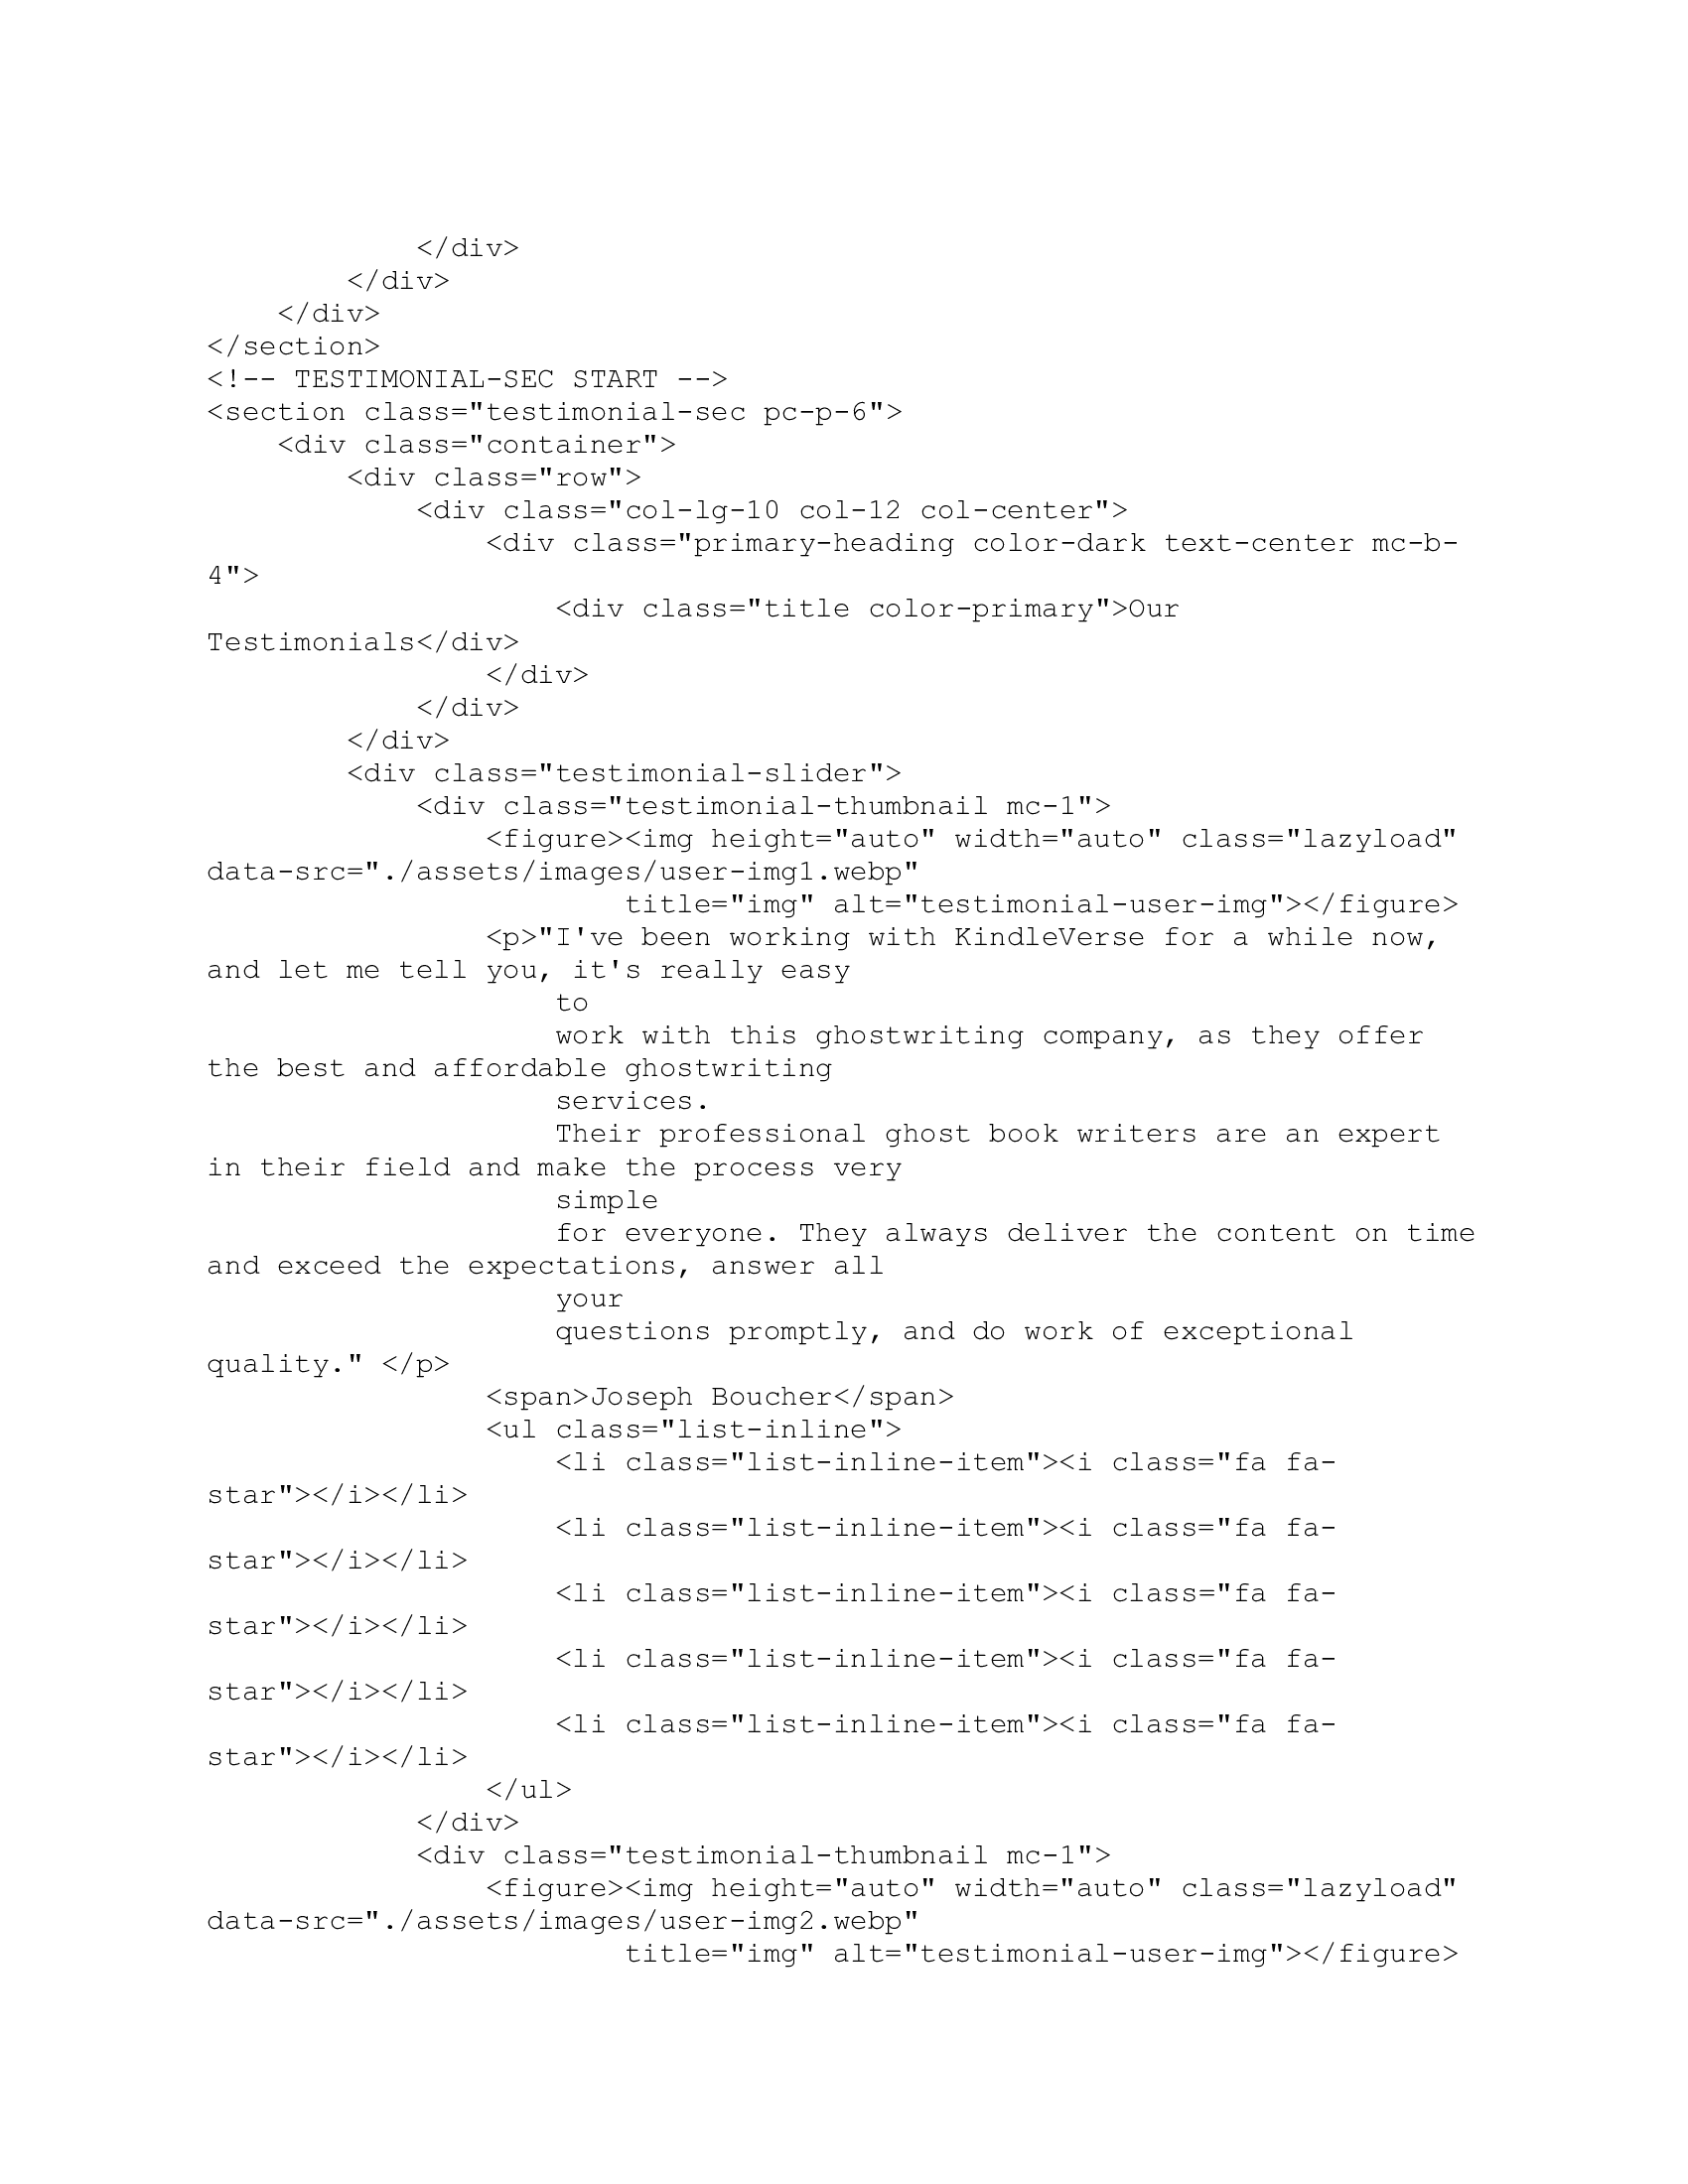 </div>
        </div>
    </div>
</section>
<!-- TESTIMONIAL-SEC START -->
<section class="testimonial-sec pc-p-6">
    <div class="container">
        <div class="row">
            <div class="col-lg-10 col-12 col-center">
                <div class="primary-heading color-dark text-center mc-b-
4">
                    <div class="title color-primary">Our
Testimonials</div>
                </div>
            </div>
        </div>
        <div class="testimonial-slider">
            <div class="testimonial-thumbnail mc-1">
                <figure><img height="auto" width="auto" class="lazyload"
data-src="./assets/images/user-img1.webp"
                        title="img" alt="testimonial-user-img"></figure>
                <p>"I've been working with KindleVerse for a while now,
and let me tell you, it's really easy
                    to
                    work with this ghostwriting company, as they offer
the best and affordable ghostwriting
                    services.
                    Their professional ghost book writers are an expert
in their field and make the process very
                    simple
                    for everyone. They always deliver the content on time
and exceed the expectations, answer all
                    your
                    questions promptly, and do work of exceptional
quality." </p>
                <span>Joseph Boucher</span>
                <ul class="list-inline">
                    <li class="list-inline-item"><i class="fa fa-
star"></i></li>
                    <li class="list-inline-item"><i class="fa fa-
star"></i></li>
                    <li class="list-inline-item"><i class="fa fa-
star"></i></li>
                    <li class="list-inline-item"><i class="fa fa-
star"></i></li>
                    <li class="list-inline-item"><i class="fa fa-
star"></i></li>
                </ul>
            </div>
            <div class="testimonial-thumbnail mc-1">
                <figure><img height="auto" width="auto" class="lazyload"
data-src="./assets/images/user-img2.webp"
                        title="img" alt="testimonial-user-img"></figure>